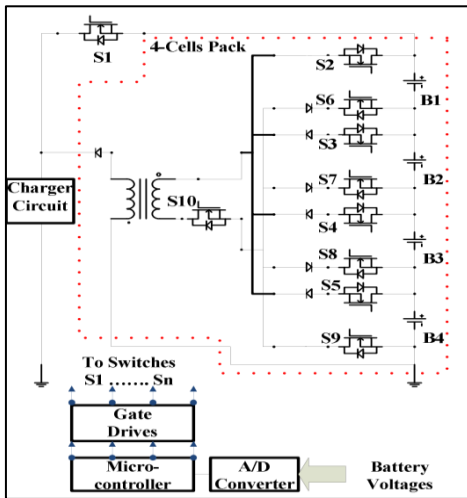 S1
4-Cells Pack
S2
B1
S6
S3
Charger
Circuit
S10
S7
B2
S4
S8
B3
S5
S9
B4
To Switches
S1 ....... Sn
Gate
Drives
Micro-
controller
A/D
Converter
Battery
Voltages